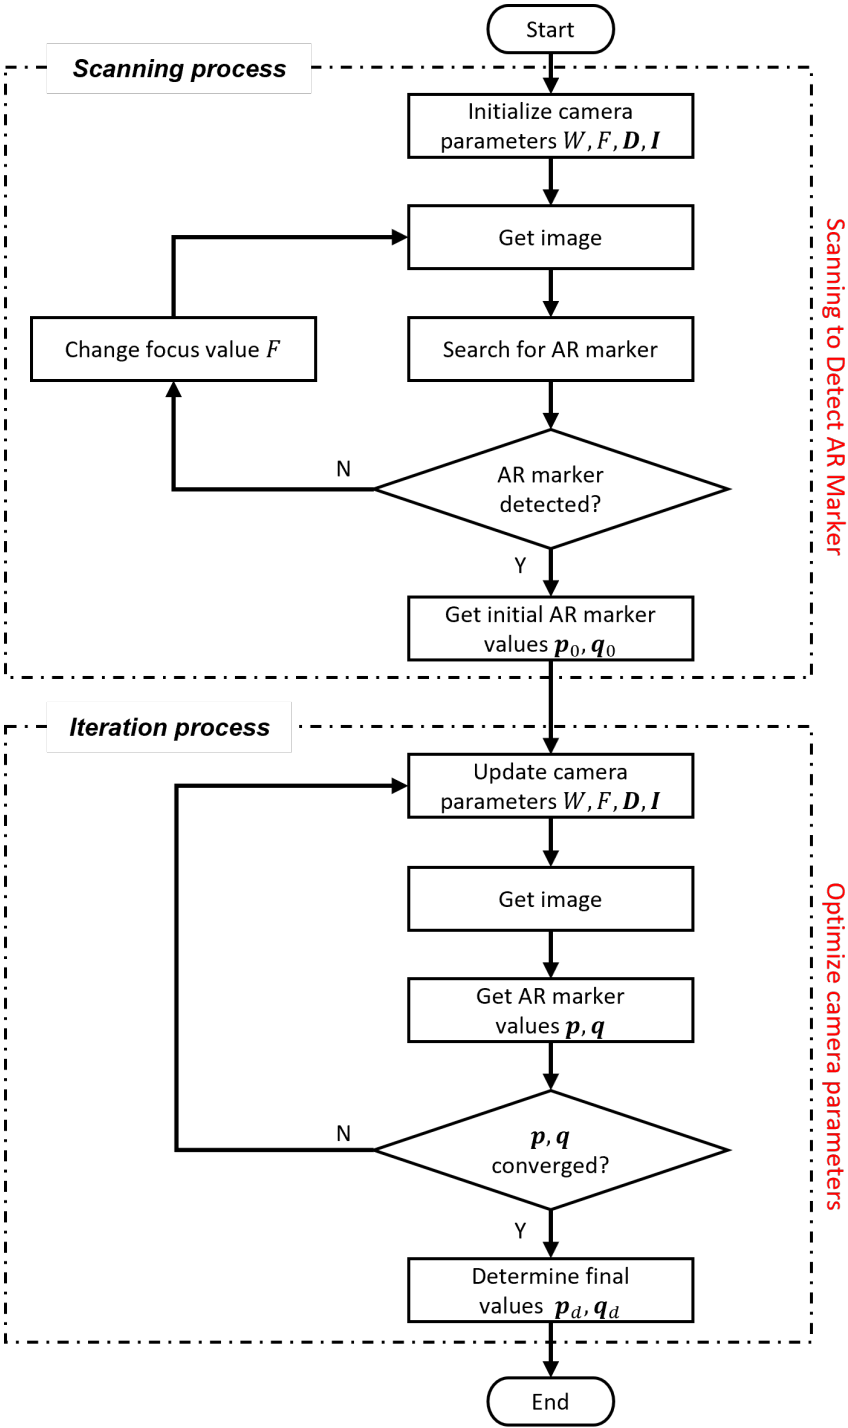 Start
Scanning process
Initialize camera
parameters W, F, D, I
Get image
Change focus value F
Search for AR marker
AR marker
detected?
N
Y
Get initial AR marker
values p₀, q₀
Scanning to Detect AR Marker
Iteration process
Update camera
parameters W, F, D, I
Get image
Get AR marker
values p, q
p, q
converged?
N
Y
Determine final
values p_d, q_d
Optimize camera parameters
End